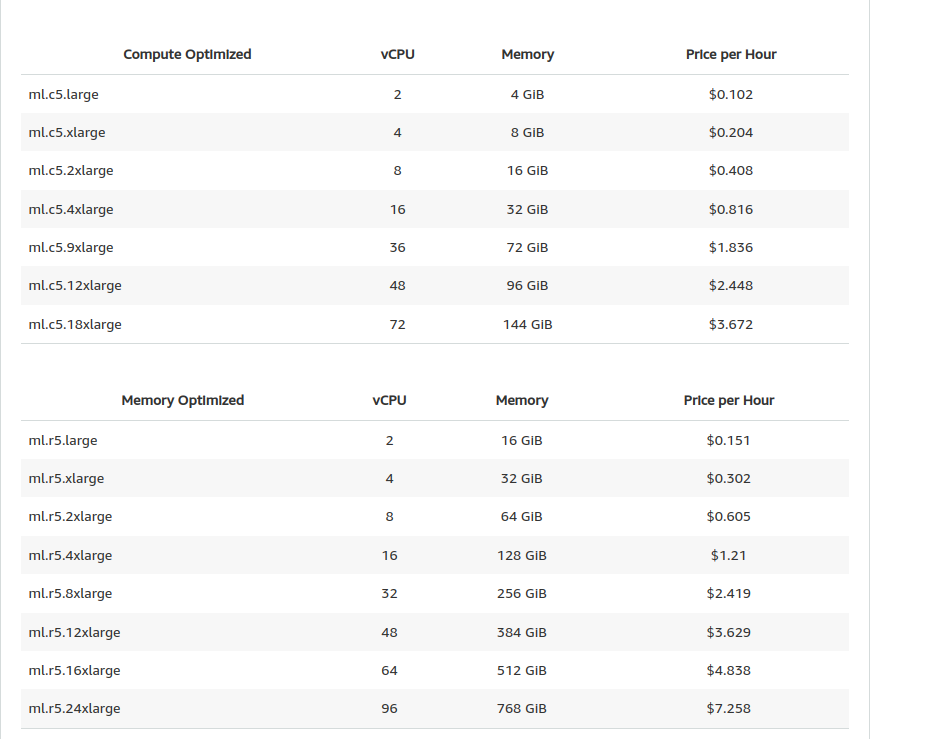 Compute Optimized vCPU Memory Price per Hour
ml.c5.large 2 4 GiB $0.102
ml.c5.xlarge 4 8 GiB $0.204
ml.c5.2xlarge 8 16 GiB $0.408
ml.c5.4xlarge 16 32 GiB $0.816
ml.c5.9xlarge 36 72 GiB $1.836
ml.c5.12xlarge 48 96 GiB $2.448
ml.c5.18xlarge 72 144 GiB $3.672
Memory Optimized vCPU Memory Price per Hour
ml.r5.large 2 16 GiB $0.151
ml.r5.xlarge 4 32 GiB $0.302
ml.r5.2xlarge 8 64 GiB $0.605
ml.r5.4xlarge 16 128 GiB $1.21
ml.r5.8xlarge 32 256 GiB $2.419
ml.r5.12xlarge 48 384 GiB $3.629
ml.r5.16xlarge 64 512 GiB $4.838
ml.r5.24xlarge 96 768 GiB $7.258